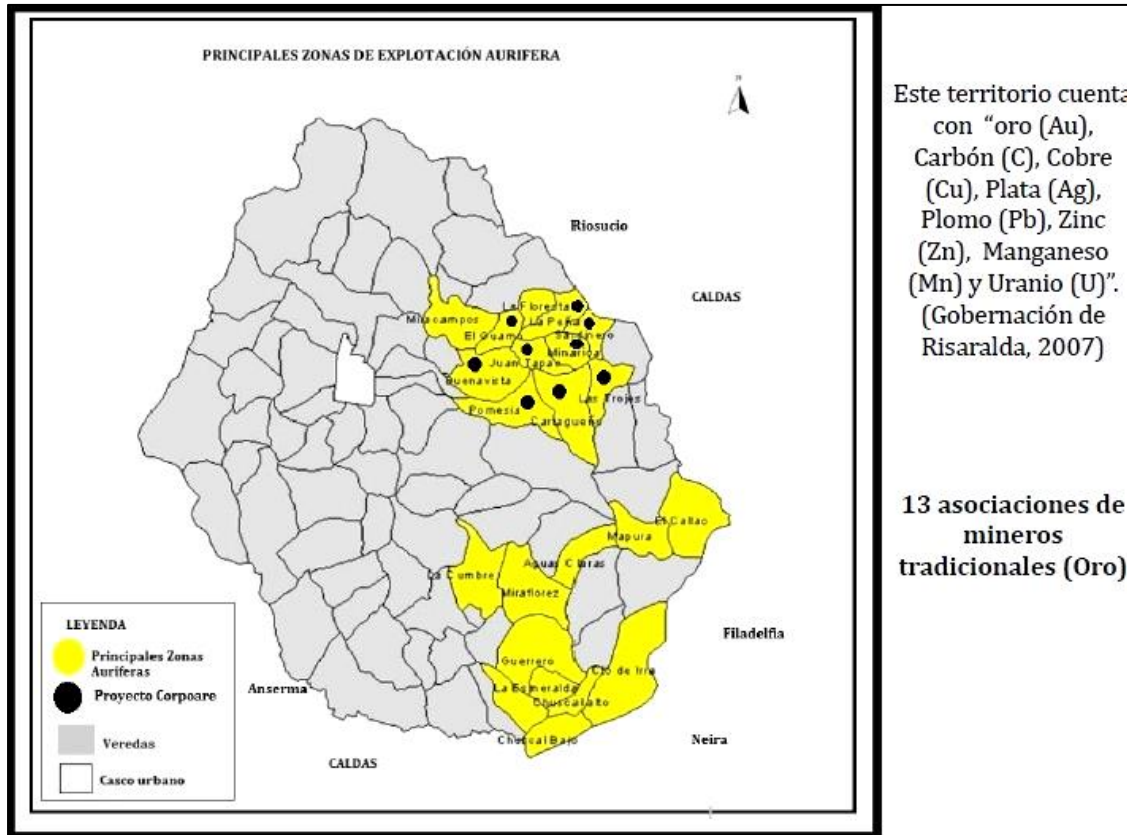 PRINCIPALES ZONAS DE EXPLOTACIÓN AURIFERA
N
Riosucio
CALDAS
La Floresta
Miracampos
La Peña
El Guamo
Sardinero
Minarica
Juan Tapao
Buenavista
Las Trojes
Pomesia
Cartagueño
El Callao
Mapura
Aguas Claras
La Cumbre
Miraflorez
Filadelfia
Guerrero
Cto de Irra
La Esmeralda
Chuscal alto
Anserma
Chuscal Bajo
Neira
CALDAS
LEYENDA
Principales Zonas
Auríferas
Proyecto Corpoare
Veredas
Casco urbano
Este territorio cuenta
con “oro (Au),
Carbón (C), Cobre
(Cu), Plata (Ag),
Plomo (Pb), Zinc
(Zn), Manganeso
(Mn) y Uranio (U)”.
(Gobernación de
Risaralda, 2007)
13 asociaciones de
mineros
tradicionales (Oro)